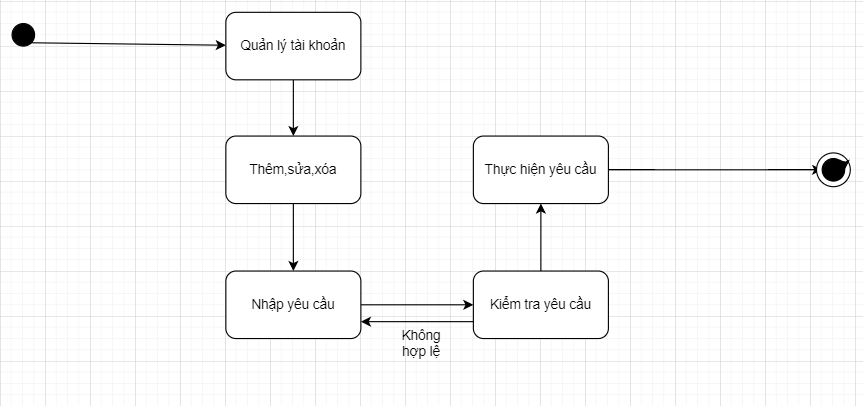 Quản lý tài khoản
Thêm,sửa,xóa
Thực hiện yêu cầu
Nhập yêu cầu
Kiểm tra yêu cầu
Không
hợp lệ